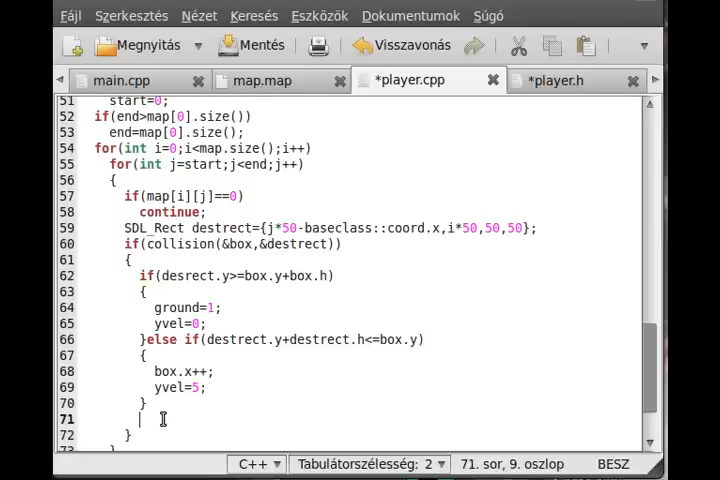 Fájl Szerkesztés Nézet Keresés Eszközök Dokumentumok Súgó
Megnyitás Mentés Visszavonás
main.cpp map.map *player.cpp *player.h
51 start=0;
52 if(end>map[0].size())
53 end=map[0].size();
54 for(int i=0;i<map.size();i++)
55 for(int j=start;j<end;j++)
56 {
57 if(map[i][j]==0)
58 continue;
59 SDL_Rect destrect={j*50-baseclass::coord.x,i*50,50,50};
60 if(collision(&box,&destrect))
61 {
62 if(desrect.y>=box.y+box.h)
63 {
64 ground=1;
65 yvel=0;
66 }else if(destrect.y+destrect.h<=box.y)
67 {
68 box.x++;
69 yvel=5;
70 }
71
72 }
73 }
C++ Tabulátorszélesség: 2 71. sor, 9. oszlop BESZ